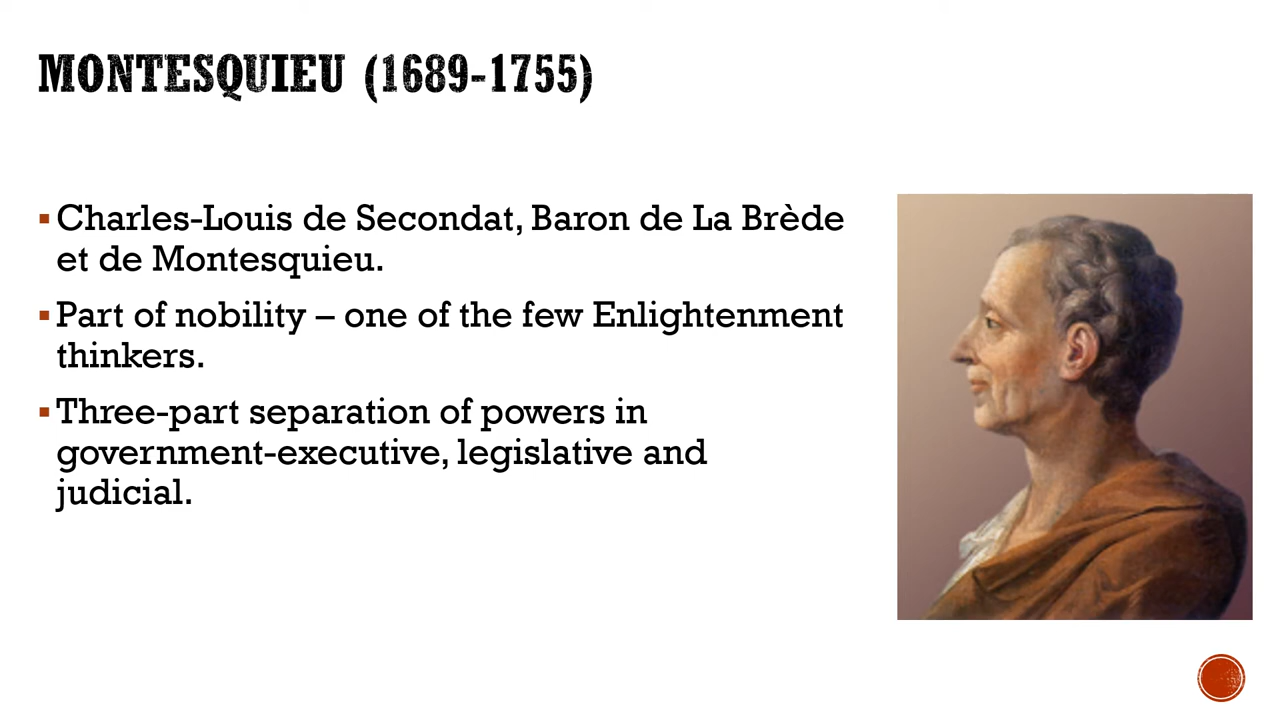 MONTESQUIEU (1689-1755)
Charles-Louis de Secondat, Baron de La Brède
et de Montesquieu.
Part of nobility – one of the few Enlightenment
thinkers.
Three-part separation of powers in
government-executive, legislative and
judicial.